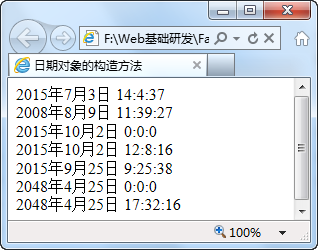 F:\Web基础研发\Fa
日期对象的构造方法
2015年7月3日 14:4:37
2008年8月9日 11:39:27
2015年10月2日 0:0:0
2015年10月2日 12:8:16
2015年9月25日 9:25:38
2048年4月25日 0:0:0
2048年4月25日 17:32:16
100%